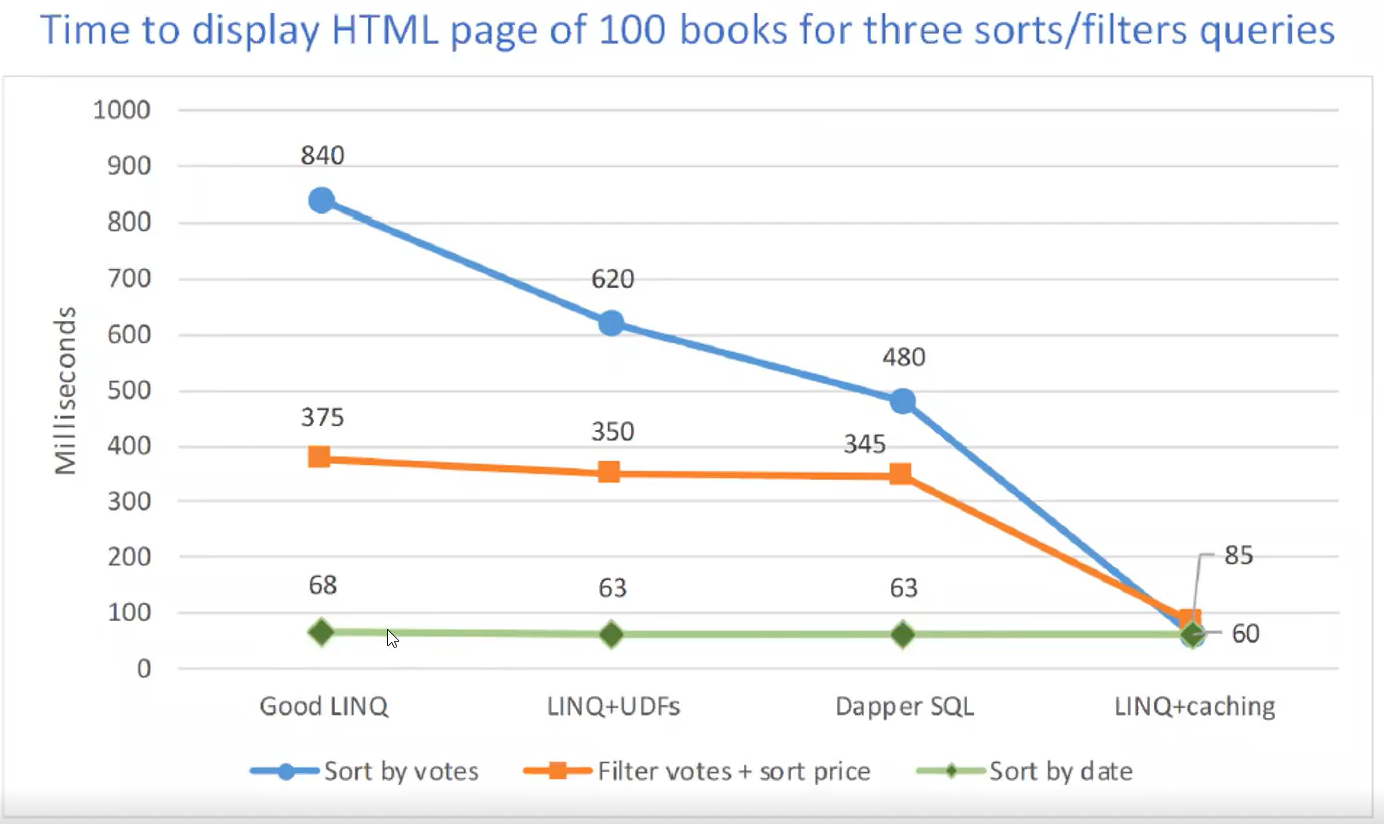 Time to display HTML page of 100 books for three sorts/filters queries
1000
900
800
700
600
500
400
300
200
100
0
Milliseconds
840
620
480
375
350
345
68
63
63
85
60
Good LINQ
LINQ+UDFs
Dapper SQL
LINQ+caching
Sort by votes
Filter votes + sort price
Sort by date